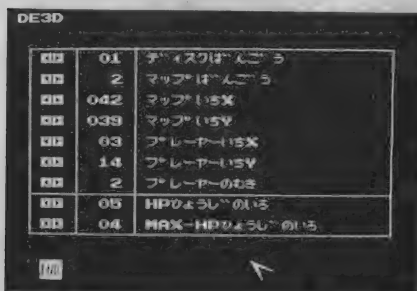 DE3D
01 ディスクばんごう
2 マップばんごう
042 マップいちX
039 マップいちY
03 プレーヤーいちX
14 プレーヤーいちY
2 プレーヤーのむき
05 HPひょうじのいろ
04 MAX-HPひょうじのいろ
END